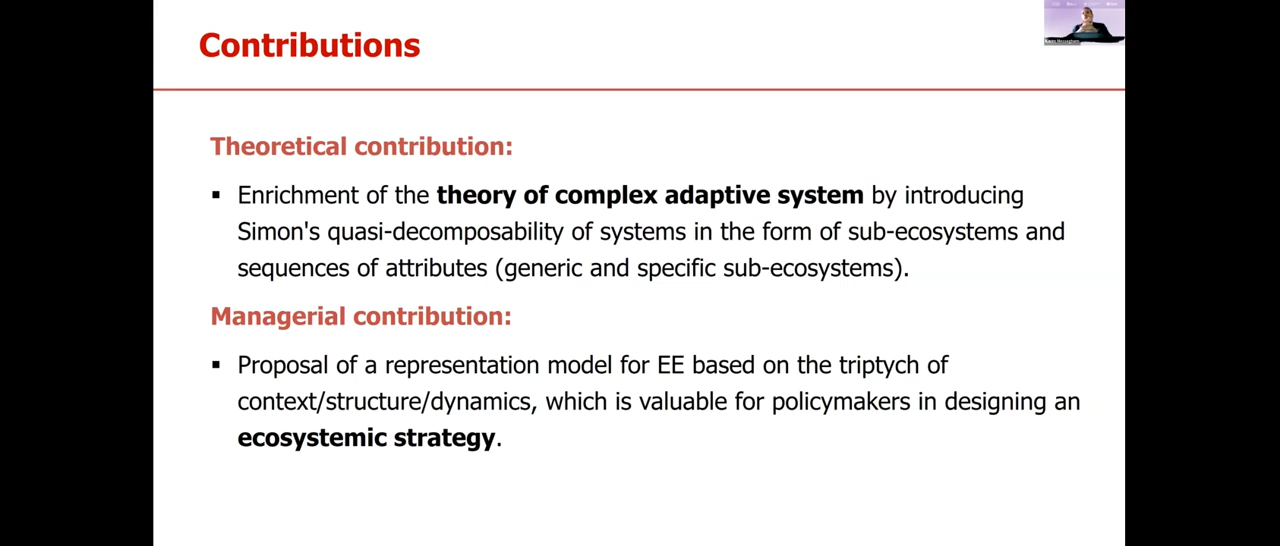 Contributions
Theoretical contribution:
▪ Enrichment of the theory of complex adaptive system by introducing
Simon's quasi-decomposability of systems in the form of sub-ecosystems and
sequences of attributes (generic and specific sub-ecosystems).
Managerial contribution:
▪ Proposal of a representation model for EE based on the triptych of
context/structure/dynamics, which is valuable for policymakers in designing an
ecosystemic strategy.